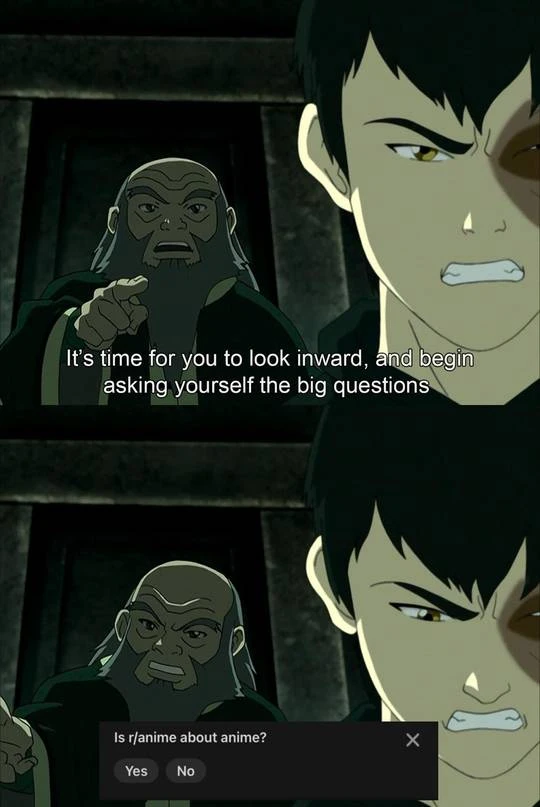 It's time for you to look inward, and begin
asking yourself the big questions
Is r/anime about anime?
Yes No